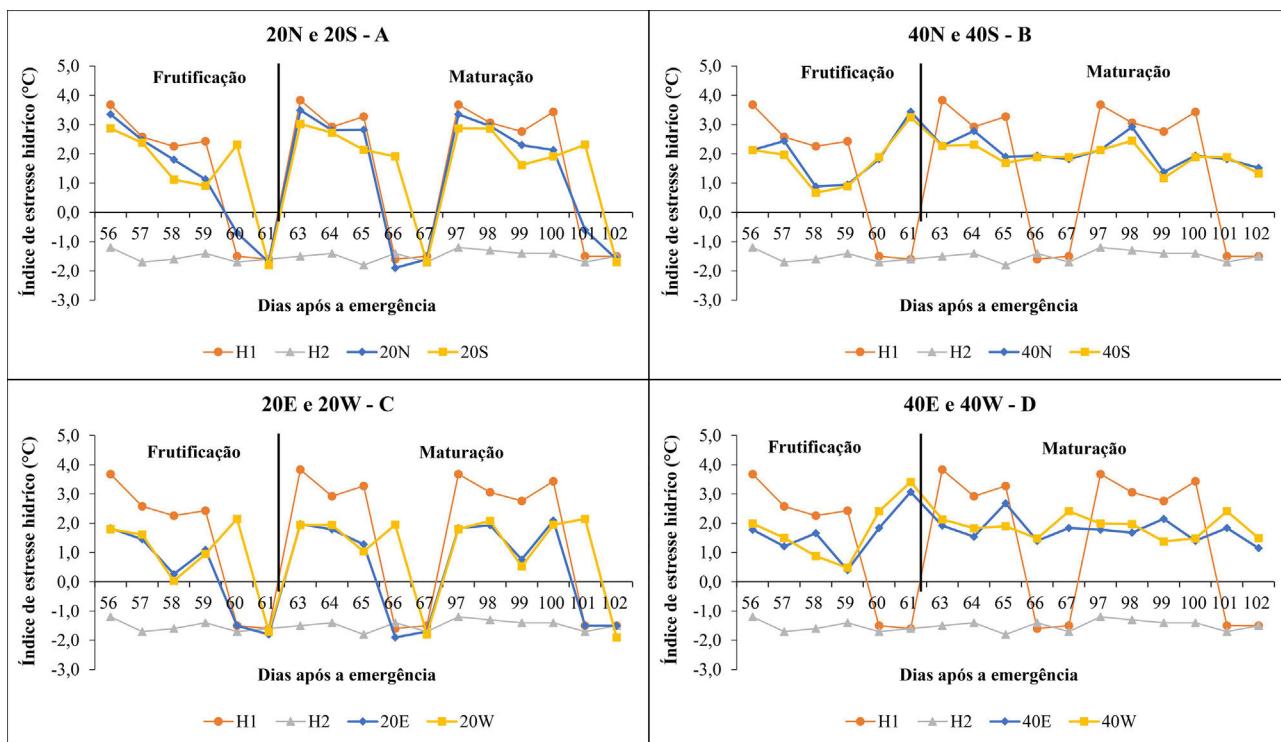 20N e 20S - A
Índice de estresse hidríco (°C)
5,0
4,0
3,0
2,0
1,0
0,0
-1,0
-2,0
-3,0
Frutificação
Maturação
56 57 58 59 60 61 63 64 65 66 67 97 98 99 100 101 102
Dias após a emergência
H1 H2 20N 20S
40N e 40S - B
Índice de estresse hidríco (°C)
5,0
4,0
3,0
2,0
1,0
0,0
-1,0
-2,0
-3,0
Frutificação
Maturação
56 57 58 59 60 61 63 64 65 66 67 97 98 99 100 101 102
Dias após a emergência
H1 H2 40N 40S
20E e 20W - C
Índice de estresse hidríco (°C)
5,0
4,0
3,0
2,0
1,0
0,0
-1,0
-2,0
-3,0
Frutificação
Maturação
56 57 58 59 60 61 63 64 65 66 67 97 98 99 100 101 102
Dias após a emergência
H1 H2 20E 20W
40E e 40W - D
Índice de estresse hidríco (°C)
5,0
4,0
3,0
2,0
1,0
0,0
-1,0
-2,0
-3,0
Frutificação
Maturação
56 57 58 59 60 61 63 64 65 66 67 97 98 99 100 101 102
Dias após a emergência
H1 H2 40E 40W